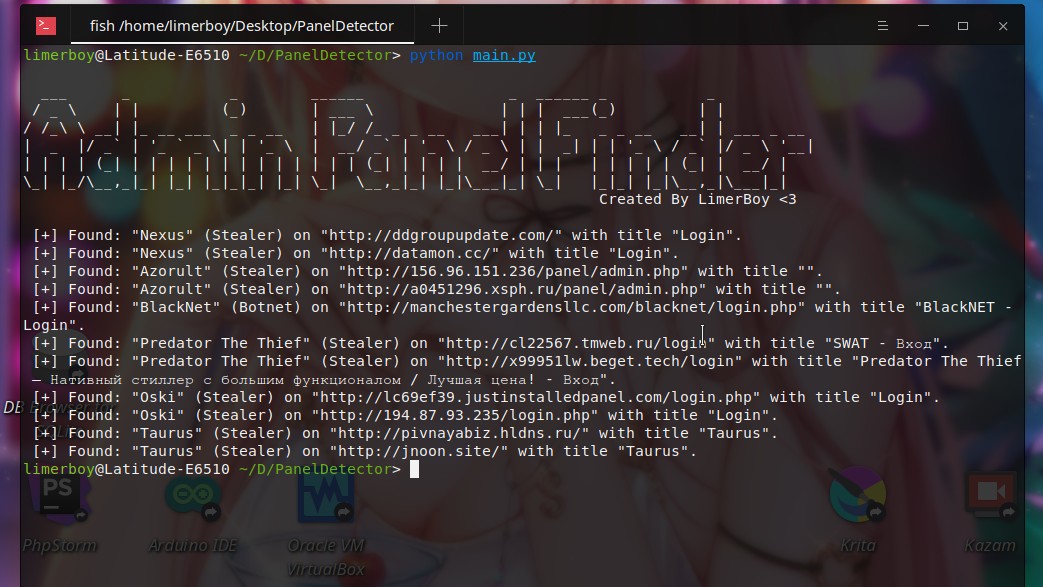 fish /home/limerboy/Desktop/PanelDetector
limerboy@Latitude-E6510 ~/D/PanelDetector> python main.py
Admin Panel Finder
Created By LimerBoy <3
[+] Found: "Nexus" (Stealer) on "http://ddgroupupdate.com/" with title "Login".
[+] Found: "Nexus" (Stealer) on "http://datamon.cc/" with title "Login".
[+] Found: "Azorult" (Stealer) on "http://156.96.151.236/panel/admin.php" with title "".
[+] Found: "Azorult" (Stealer) on "http://a0451296.xsph.ru/panel/admin.php" with title "".
[+] Found: "BlackNet" (Botnet) on "http://manchestergardensllc.com/blacknet/login.php" with title "BlackNET -
Login".
[+] Found: "Predator The Thief" (Stealer) on "http://cl22567.tmweb.ru/login" with title "SWAT - Вход".
[+] Found: "Predator The Thief" (Stealer) on "http://x99951lw.beget.tech/login" with title "Predator The Thief
— Нативный стиллер с большим функционалом / Лучшая цена! - Вход".
[+] Found: "Oski" (Stealer) on "http://lc69ef39.justinstalledpanel.com/login.php" with title "Login".
[+] Found: "Oski" (Stealer) on "http://194.87.93.235/login.php" with title "Login".
[+] Found: "Taurus" (Stealer) on "http://pivnayabiz.hldns.ru/" with title "Taurus".
[+] Found: "Taurus" (Stealer) on "http://jnoon.site/" with title "Taurus".
limerboy@Latitude-E6510 ~/D/PanelDetector>
DB Browser for
PS
PhpStorm
Arduino IDE
Oracle VM
VirtualBox
Krita
Kazam